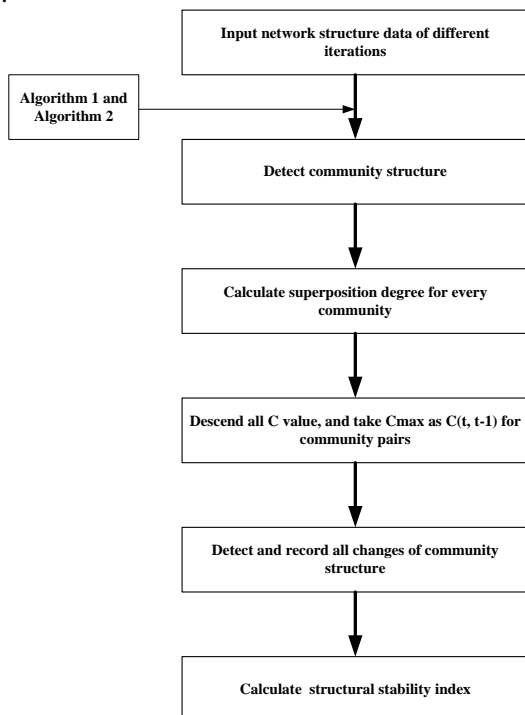 Input network structure data of different
iterations
Algorithm 1 and
Algorithm 2
Detect community structure
Calculate superposition degree for every
community
Descend all C value, and take Cmax as C(t, t-1) for
community pairs
Detect and record all changes of community
structure
Calculate structural stability index